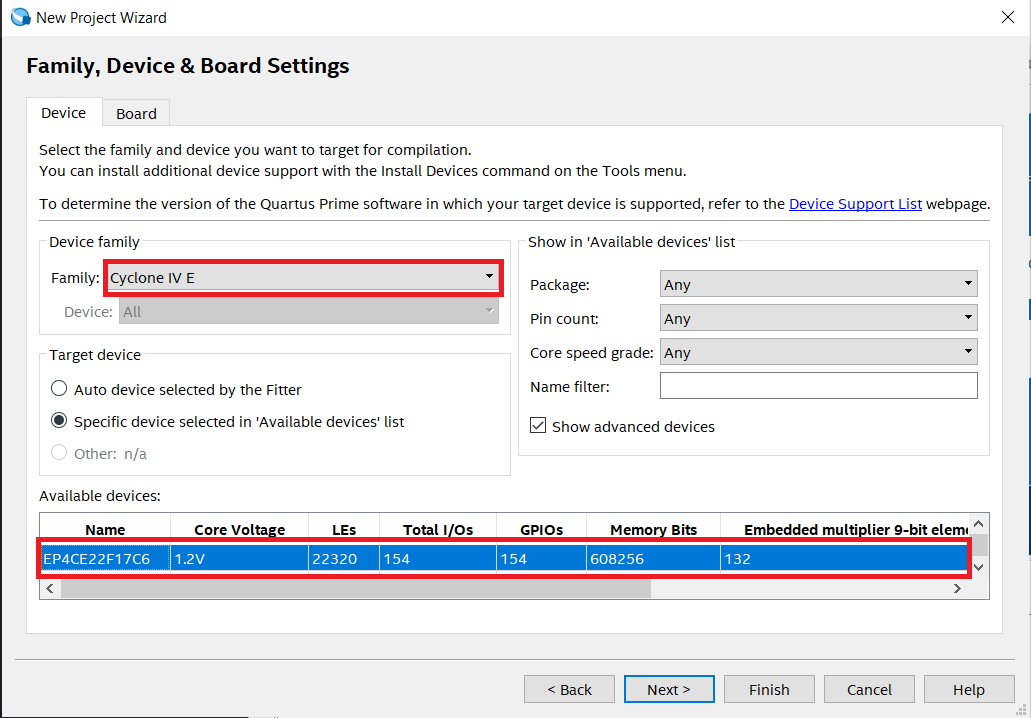 New Project Wizard
Family, Device & Board Settings
Device
Board
Select the family and device you want to target for compilation.
You can install additional device support with the Install Devices command on the Tools menu.
To determine the version of the Quartus Prime software in which your target device is supported, refer to the Device Support List webpage.
Device family
Family: Cyclone IV E
Device: All
Target device
Auto device selected by the Fitter
Specific device selected in 'Available devices' list
Other: n/a
Show in 'Available devices' list
Package: Any
Pin count: Any
Core speed grade: Any
Name filter:
Show advanced devices
Available devices:
Name Core Voltage LEs Total I/Os GPIOs Memory Bits Embedded multiplier 9-bit eleme
EP4CE22F17C6 1.2V 22320 154 154 608256 132
< Back Next > Finish Cancel Help